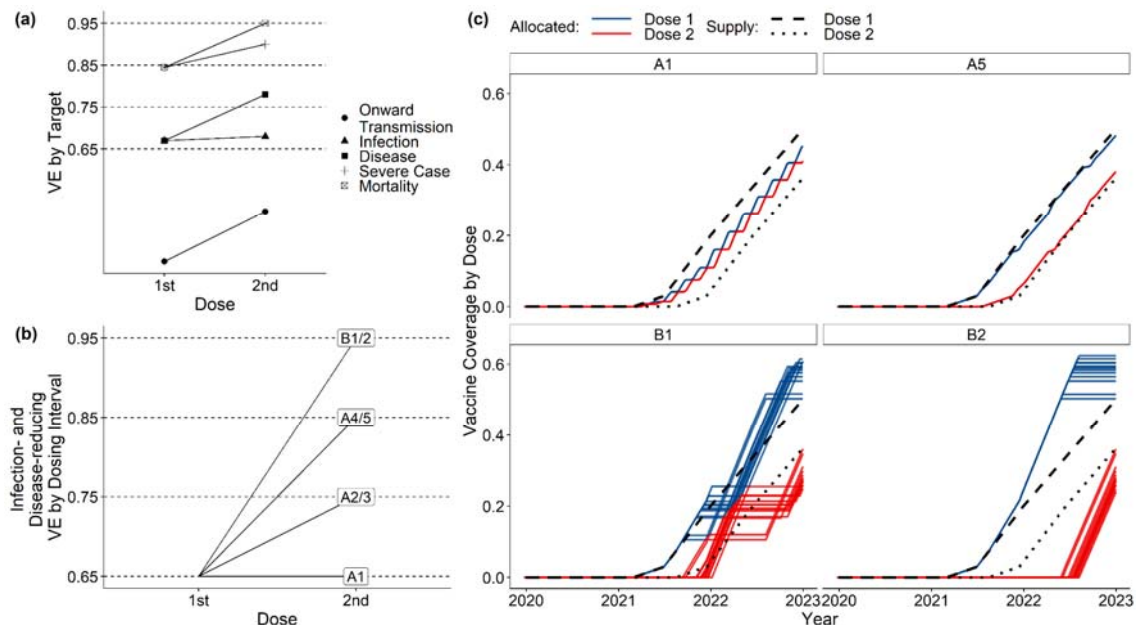 (a)
0.95
0.85
0.75
0.65
VE by Target
1st
2nd
Dose
Onward
Transmission
Infection
Disease
Severe Case
Mortality
(b)
0.95
0.85
0.75
0.65
Infection- and
Disease-reducing
VE by Dosing Interval
B1/2
A4/5
A2/3
A1
1st
2nd
Dose
(c)
Allocated:
Dose 1
Dose 2
Supply:
Dose 1
Dose 2
A1
A5
0.6
0.4
0.2
0.0
Vaccine Coverage by Dose
B1
B2
0.6
0.4
0.2
0.0
2020
2021
2022
2023
2020
2021
2022
2023
Year